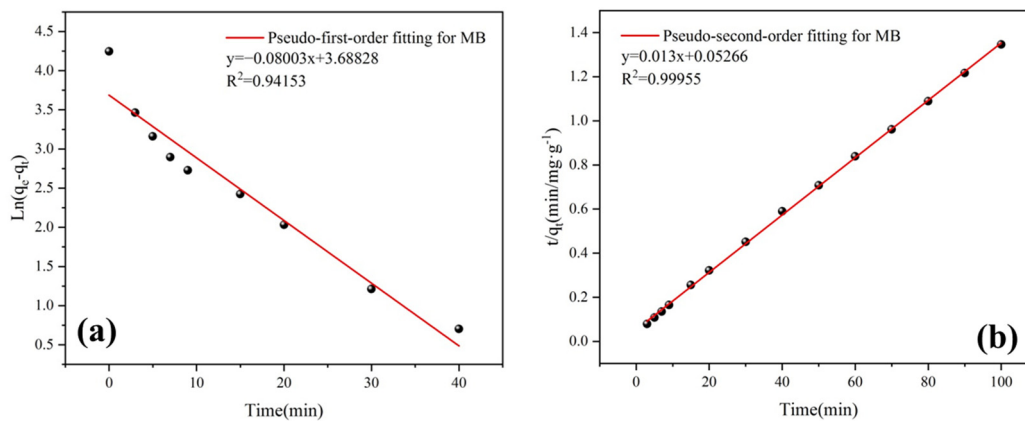 4.5
4.0
3.5
3.0
2.5
2.0
1.5
1.0
0.5
Ln(qe-qt)
Pseudo-first-order fitting for MB
y=−0.08003x+3.68828
R²=0.94153
(a)
0
10
20
30
40
Time(min)
1.4
1.2
1.0
0.8
0.6
0.4
0.2
0.0
t/qt(min/mg·g⁻¹)
Pseudo-second-order fitting for MB
y=0.013x+0.05266
R²=0.99955
(b)
0
20
40
60
80
100
Time(min)